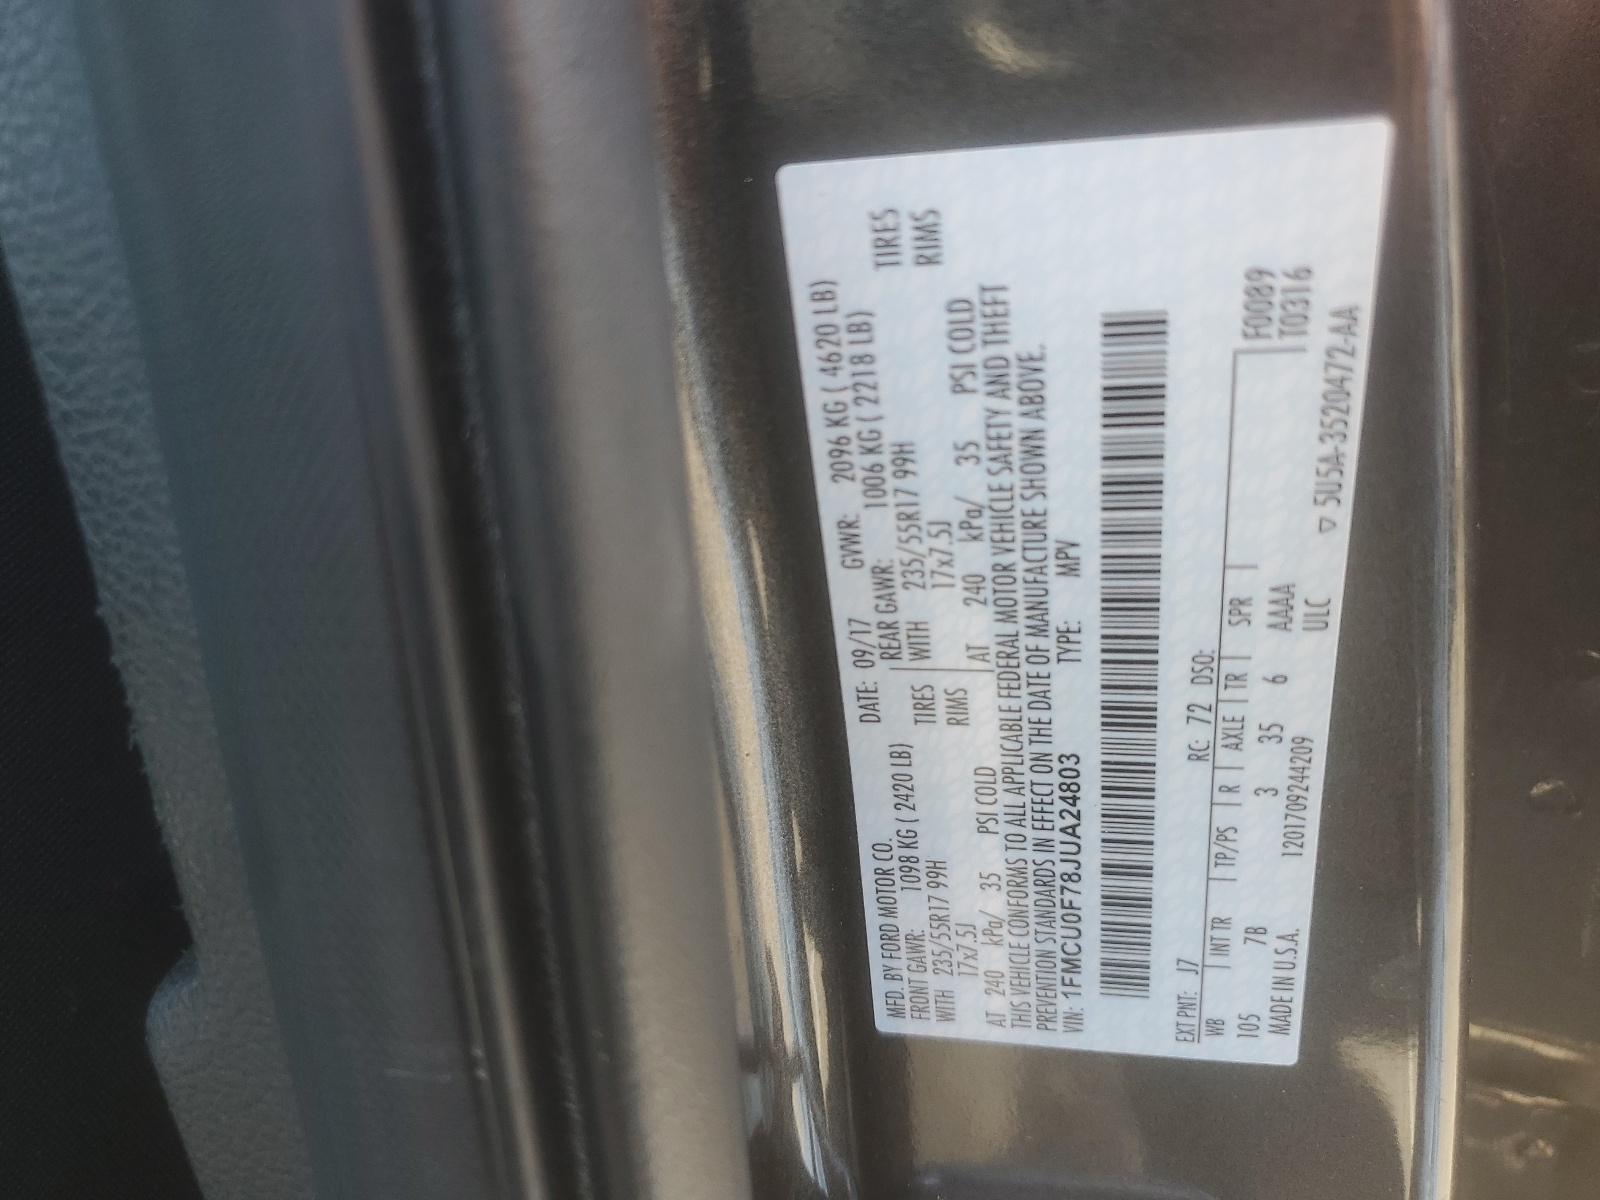 MFD. BY FORD MOTOR CO. DATE: 09/17 GVWR: 2096 KG ( 4620 LB)
FRONT GAWR: 1098 KG ( 2420 LB) REAR GAWR: 1006 KG ( 2218 LB)
WITH 235/55R17 99H TIRES WITH 235/55R17 99H TIRES
17x7.5J RIMS 17x7.5J RIMS
AT 240 kPa/ 35 PSI COLD AT 240 kPa/ 35 PSI COLD
THIS VEHICLE CONFORMS TO ALL APPLICABLE FEDERAL MOTOR VEHICLE SAFETY AND THEFT
PREVENTION STANDARDS IN EFFECT ON THE DATE OF MANUFACTURE SHOWN ABOVE.
VIN: 1FMCU0F78JUA24803 TYPE: MPV
EXT PNT: J7 RC: 72 DSO:
WB INT TR TP/PS R AXLE TR SPR F0089
105 7B 3 35 6 AAAA T0316
MADE IN U.S.A. 1201709244209 ULC
▽ 5U5A-3520472-AA